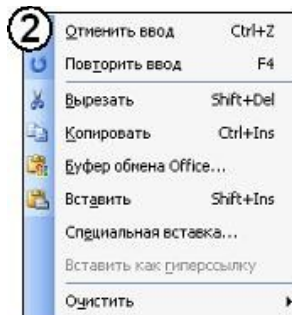 2
Отменить ввод Ctrl+Z
Повторить ввод F4
Вырезать Shift+Del
Копировать Ctrl+Ins
Буфер обмена Office...
Вставить Shift+Ins
Специальная вставка...
Вставить как гиперссылку
Очистить